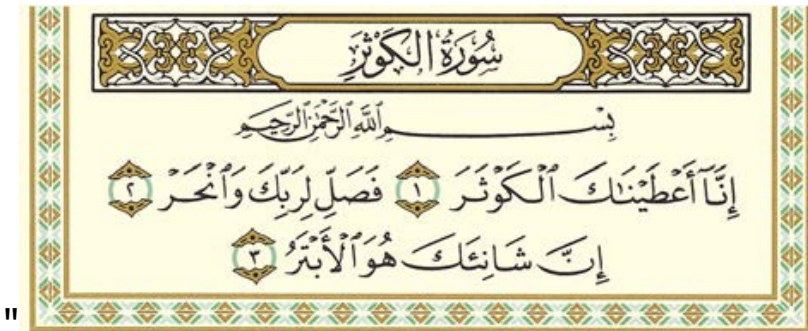 سُورَةُ الكَوْثَرِ
بِسْمِ ٱللَّهِ ٱلرَّحْمَٰنِ ٱلرَّحِيمِ
إِنَّآ أَعْطَيْنَٰكَ ٱلْكَوْثَرَ ١ فَصَلِّ لِرَبِّكَ وَٱنْحَرْ ٢
إِنَّ شَانِئَكَ هُوَ ٱلْأَبْتَرُ ٣
"